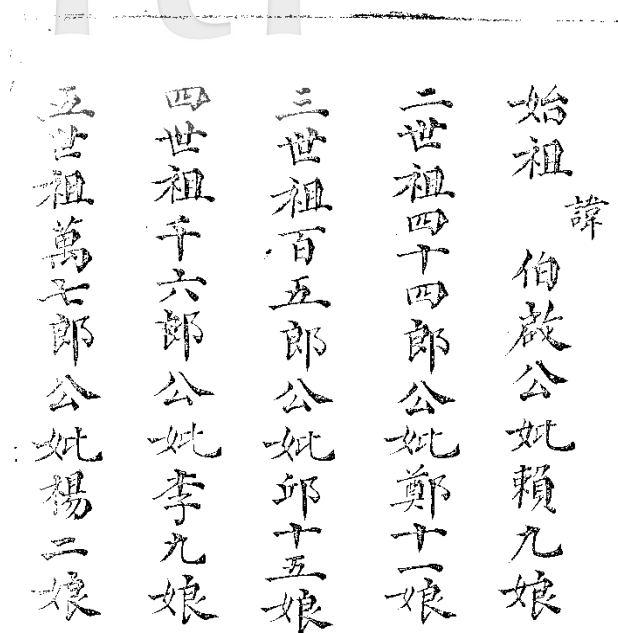 始祖 諱 伯啟公妣賴九娘
二世祖四十四郎公妣鄭十一娘
三世祖百五郎公妣邱十五娘
四世祖千六郎公妣李九娘
五世祖萬七郎公妣楊二娘